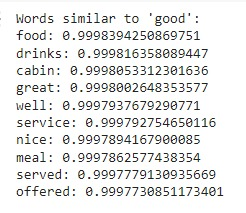 Words similar to 'good':
food: 0.9998394250869751
drinks: 0.999816358089447
cabin: 0.9998053312301636
great: 0.9998002648353577
well: 0.9997937679290771
service: 0.9997927546501160
nice: 0.9997894167900085
meal: 0.9997862577438354
served: 0.9997779130935669
offered: 0.9997730851173401